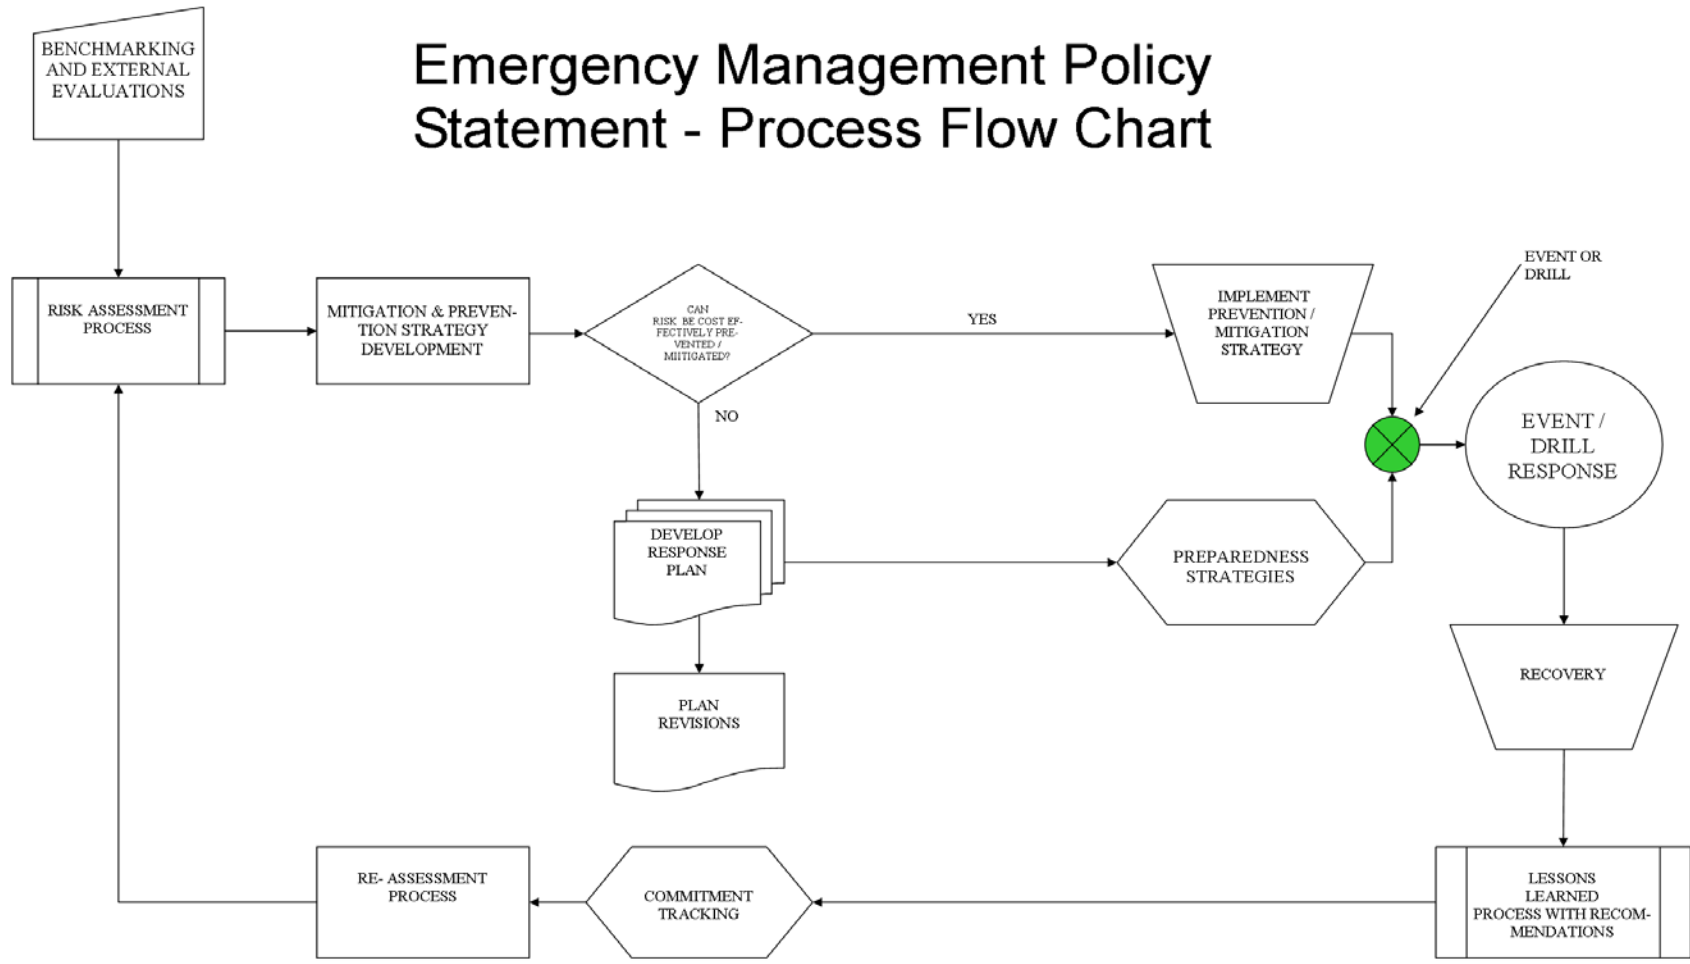 BENCHMARKING
AND EXTERNAL
EVALUATIONS
Emergency Management Policy
Statement - Process Flow Chart
RISK ASSESSMENT
PROCESS
MITIGATION & PREVEN-
TION STRATEGY
DEVELOPMENT
CAN
RISK BE COST EF-
FECTIVELY PRE-
VENTED /
MIITIGATED?
YES
NO
IMPLEMENT
PREVENTION /
MITIGATION
STRATEGY
EVENT OR
DRILL
EVENT /
DRILL
RESPONSE
DEVELOP
RESPONSE
PLAN
PREPAREDNESS
STRATEGIES
PLAN
REVISIONS
RECOVERY
RE- ASSESSMENT
PROCESS
COMMITMENT
TRACKING
LESSONS
LEARNED
PROCESS WITH RECOM-
MENDATIONS